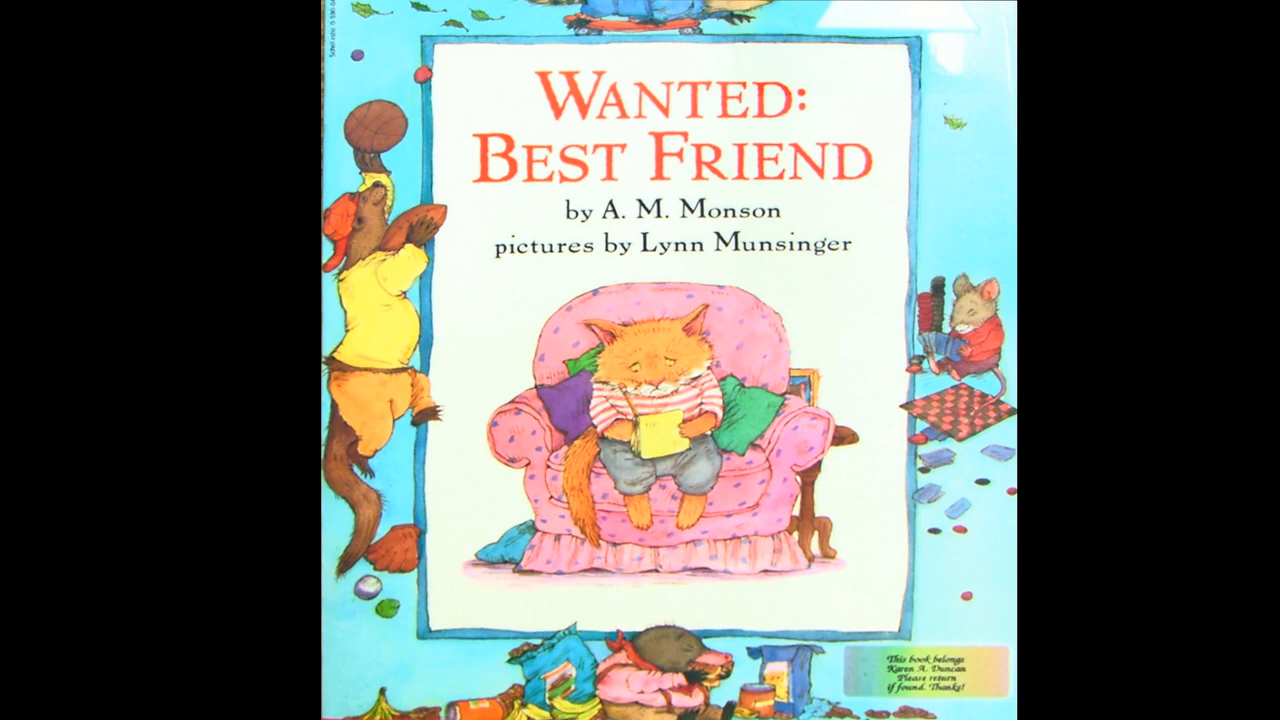 WANTED:
BEST FRIEND
by A. M. Monson
pictures by Lynn Munsinger
This book belongs
Karen A. Duncan
Please return
if found. Thanks!